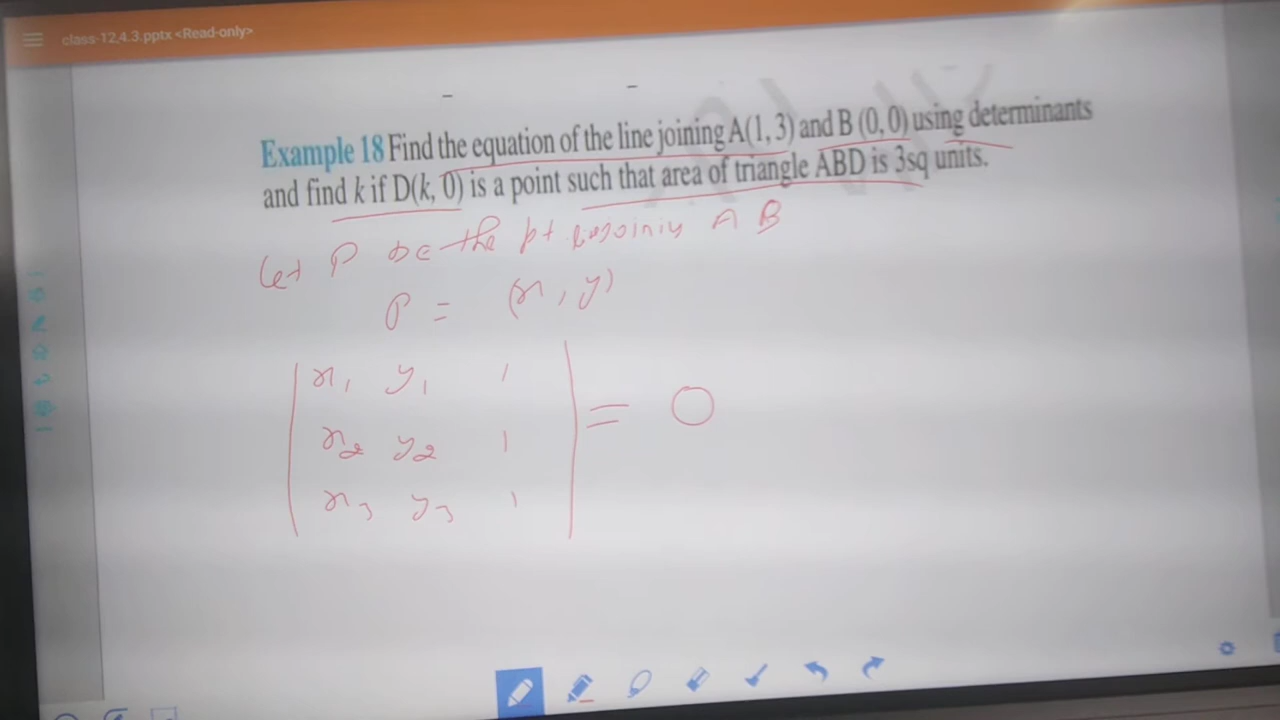 class-12,4.3.pptx <Read-only>
Example 18 Find the equation of the line joining A(1, 3) and B (0, 0) using determinants
and find k if D(k, 0) is a point such that area of triangle ABD is 3sq units.
Let P be the pt joining A B
P = (x, y)
x₁ y₁ 1
x₂ y₂ 1 = 0
x₃ y₃ 1